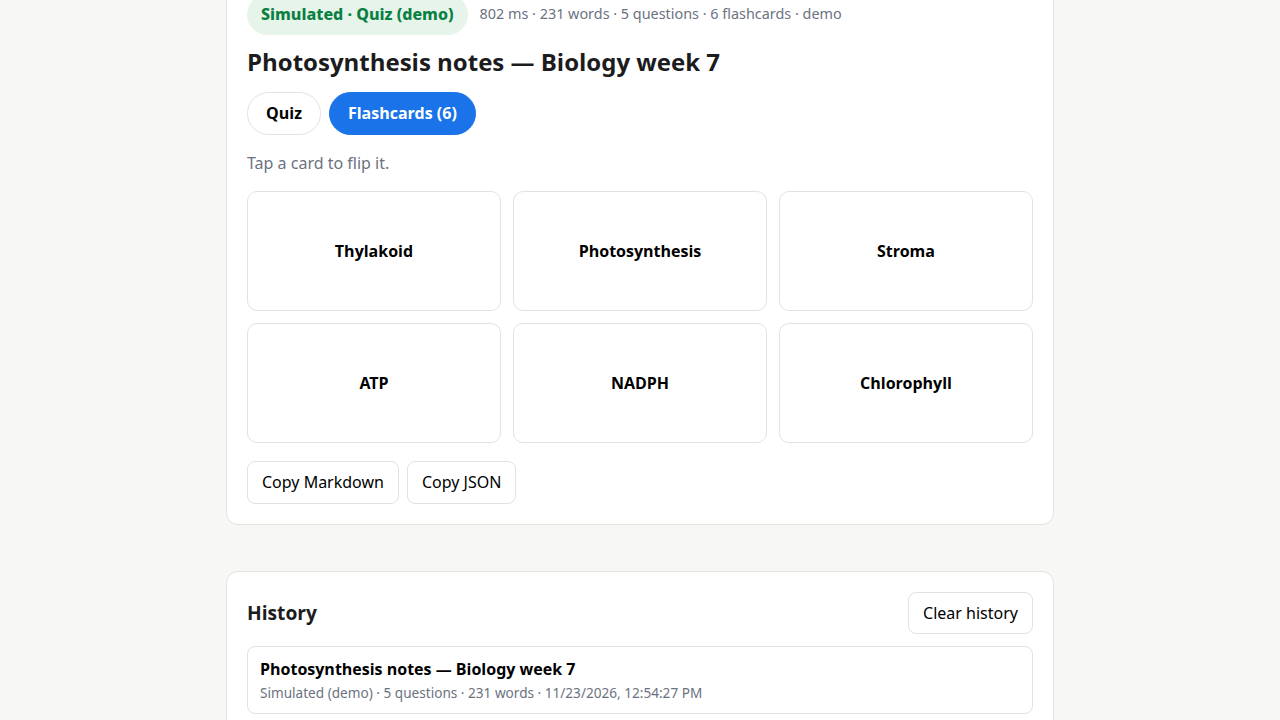 Simulated · Quiz (demo) 802 ms · 231 words · 5 questions · 6 flashcards · demo
Photosynthesis notes — Biology week 7
Quiz Flashcards (6)
Tap a card to flip it.
Thylakoid Photosynthesis Stroma
ATP NADPH Chlorophyll
Copy Markdown Copy JSON
History Clear history
Photosynthesis notes — Biology week 7
Simulated (demo) · 5 questions · 231 words · 11/23/2026, 12:54:27 PM